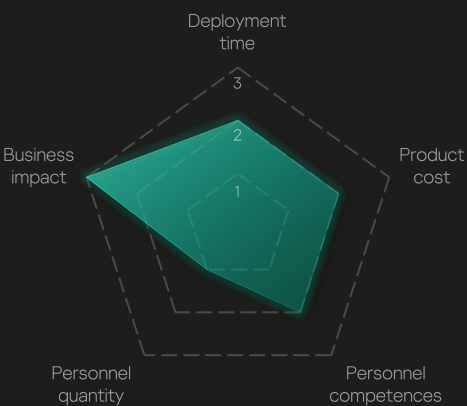 Deployment
time
3
2
Business
impact
Product
cost
1
Personnel
quantity
Personnel
competences